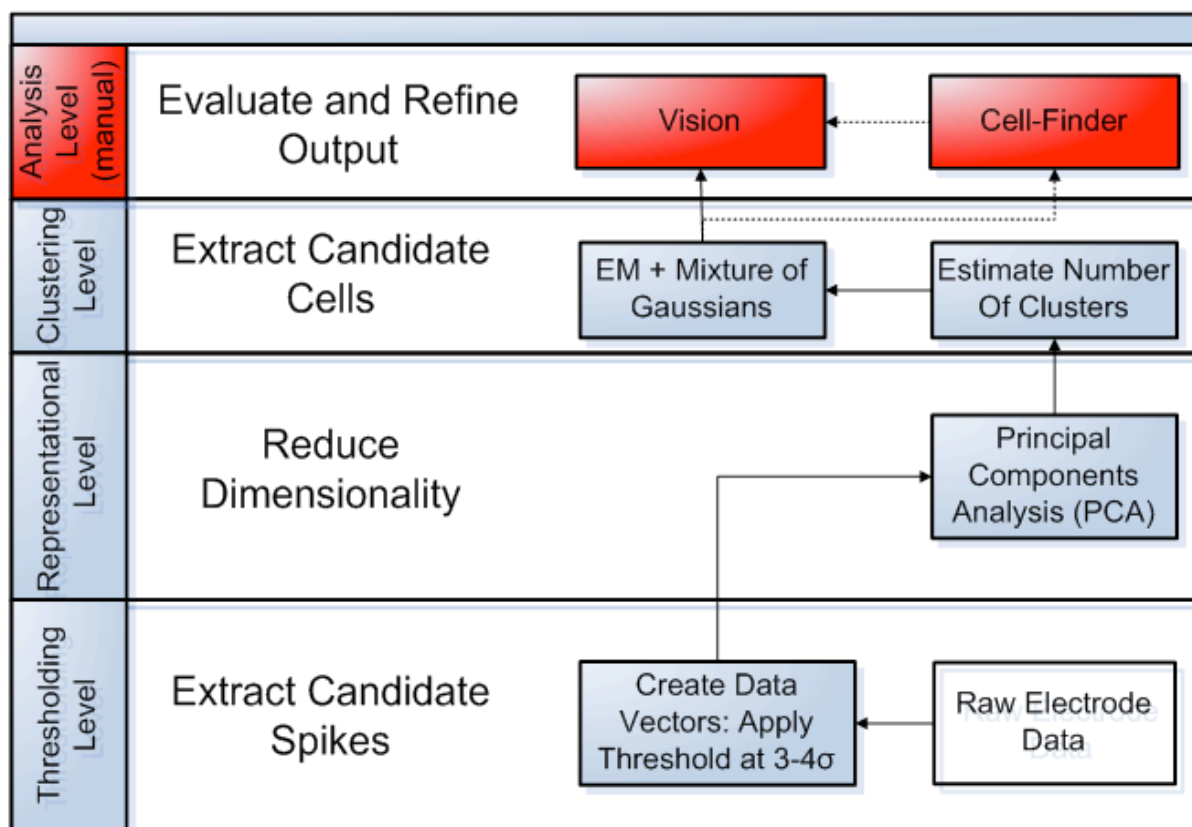 Analysis
Level
(manual)
Evaluate and Refine
Output
Vision
Cell-Finder
Clustering
Level
Extract Candidate
Cells
EM + Mixture of
Gaussians
Estimate Number
Of Clusters
Representational
Level
Reduce
Dimensionality
Principal
Components
Analysis (PCA)
Thresholding
Level
Extract Candidate
Spikes
Create Data
Vectors: Apply
Threshold at 3-4σ
Raw Electrode
Data